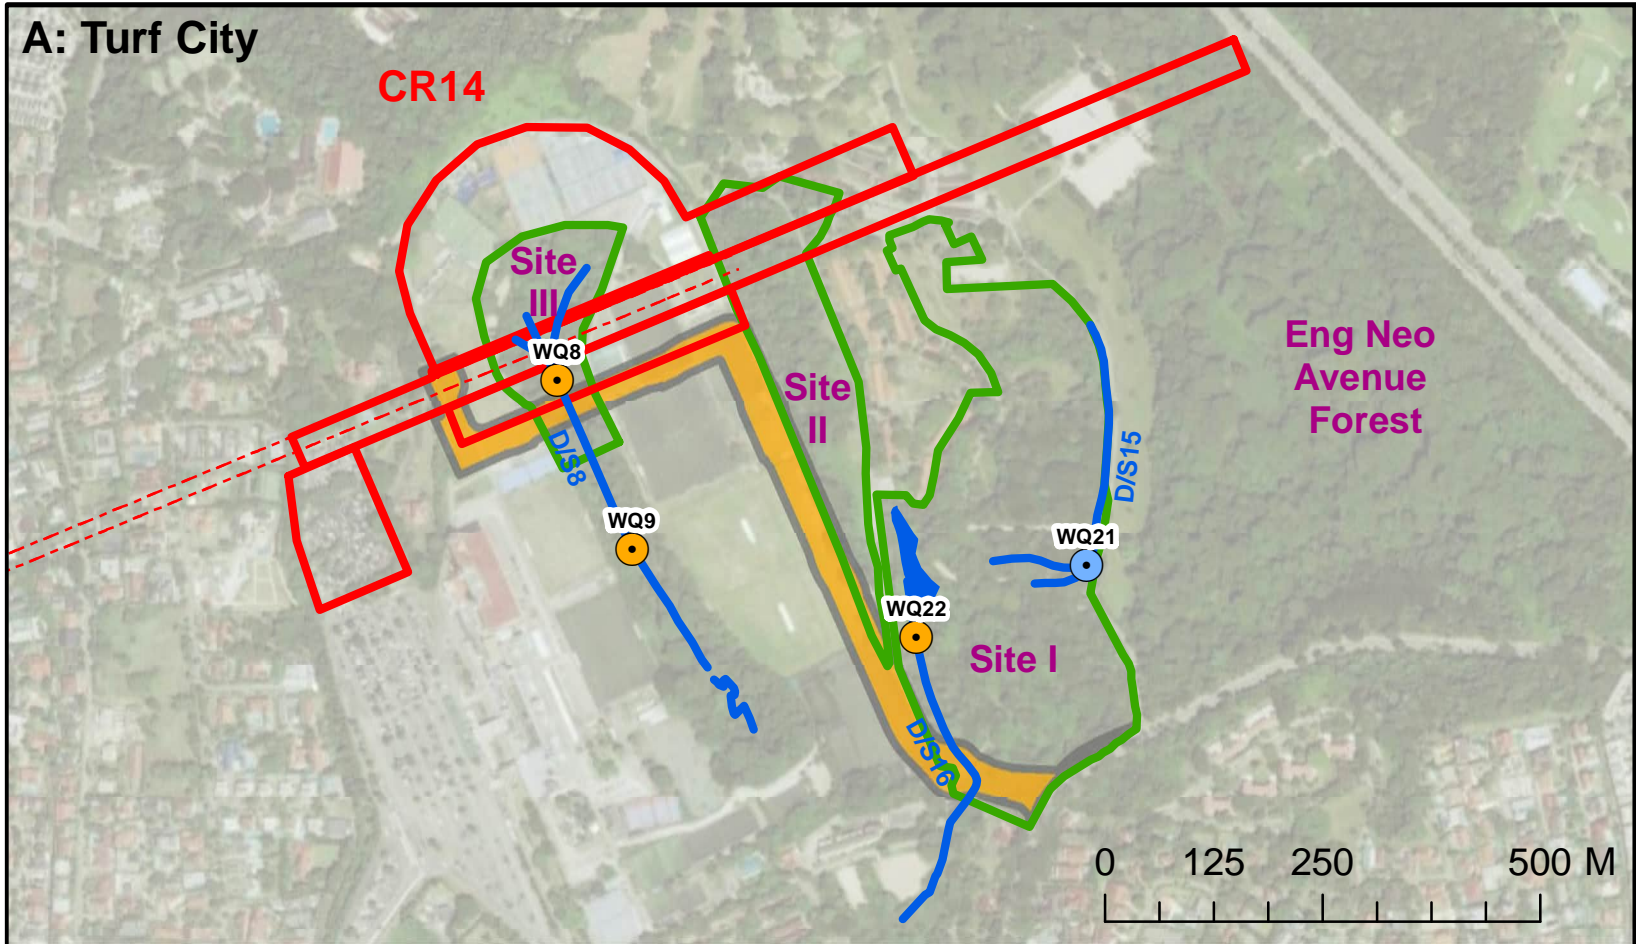 A: Turf City
CR14
Site
III
WQ8
D/S8
WQ9
Site
II
Eng Neo
Avenue
Forest
D/S15
WQ21
WQ22
Site I
D/S16
0 125 250 500 M